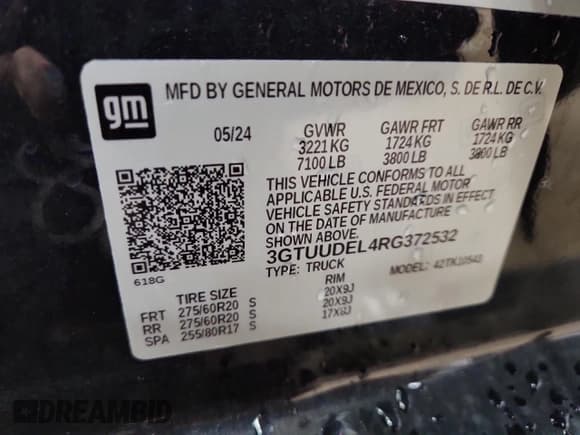 gm
MFD BY GENERAL MOTORS DE MEXICO, S. DE R.L. DE C.V.
05/24 GVWR GAWR FRT GAWR RR
3221 KG 1724 KG 1724 KG
7100 LB 3800 LB 3800 LB
THIS VEHICLE CONFORMS TO ALL
APPLICABLE U.S. FEDERAL MOTOR
VEHICLE SAFETY STANDARDS IN EFFECT
ON THE DATE OF MANUFACTURE
SHOWN ABOVE.
3GTUUDEL4RG372532
TYPE: TRUCK MODEL: 42TK10543
618G
TIRE SIZE RIM
FRT 275/60R20 S 20X9J
RR 275/60R20 S 20X9J
SPA 255/80R17 S 17X8J
DREAMBID